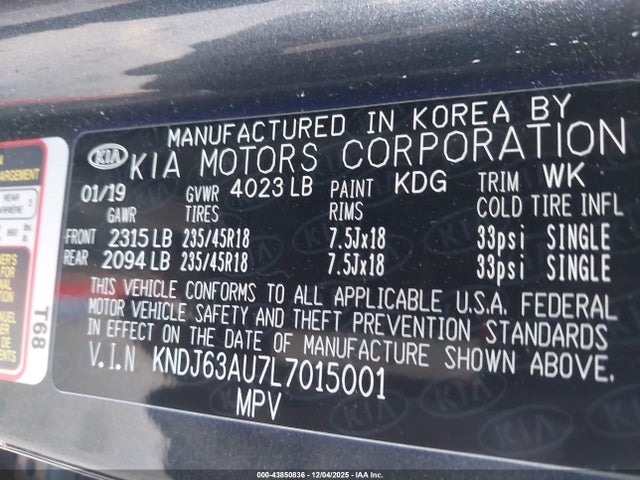 MANUFACTURED IN KOREA BY
KIA KIA MOTORS CORPORATION
01/19 GVWR 4023 LB PAINT KDG TRIM WK
GAWR TIRES RIMS COLD TIRE INFL
FRONT 2315 LB 235/45R18 7.5Jx18 33psi SINGLE
REAR 2094 LB 235/45R18 7.5Jx18 33psi SINGLE
THIS VEHICLE CONFORMS TO ALL APPLICABLE U.S.A. FEDERAL
MOTOR VEHICLE SAFETY AND THEFT PREVENTION STANDARDS
IN EFFECT ON THE DATE OF MANUFACTURE SHOWN ABOVE.
V.I.N KNDJ63AU7L7015001
MPV
T68
REAR
3
000-43850836 - 12/04/2025 - IAA Inc.